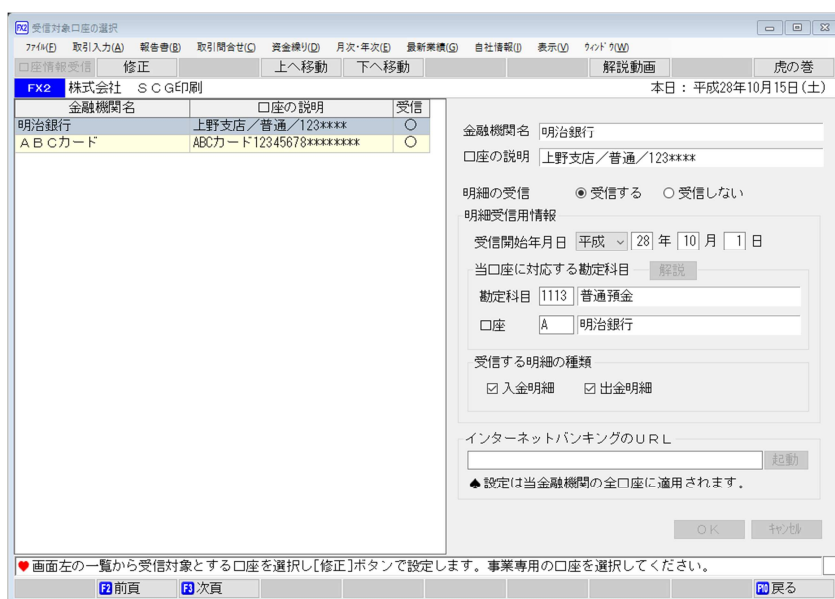 FX2 受信対象口座の選択
ファイル(F) 取引入力(A) 報告書(B) 取引問合せ(C) 資金繰り(D) 月次・年次(E) 最新業績(G) 自社情報(I) 表示(V) ウィンドウ(W)
口座情報受信 修正 上へ移動 下へ移動 解説動画 虎の巻
FX2 株式会社 SCG印刷 本日:平成28年10月15日(土)
金融機関名 口座の説明 受信
明治銀行 上野支店/普通/123**** ○
ABCカード ABCカード12345678******** ○
金融機関名 明治銀行
口座の説明 上野支店/普通/123****
明細の受信 受信する 受信しない
明細受信用情報
受信開始年月日 平成 28 年 10 月 1 日
当口座に対応する勘定科目 解説
勘定科目 1113 普通預金
口座 A 明治銀行
受信する明細の種類
入金明細 出金明細
インターネットバンキングのURL
起動
♠設定は当金融機関の全口座に適用されます.
OK キャンセル
♥画面左の一覧から受信対象とする口座を選択し[修正]ボタンで設定します。事業専用の口座を選択してください。
F2 前頁 F3 次頁 F10 戻る